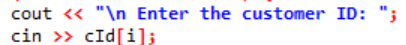 cout << "\n Enter the customer ID: ";
cin >> cId[i];